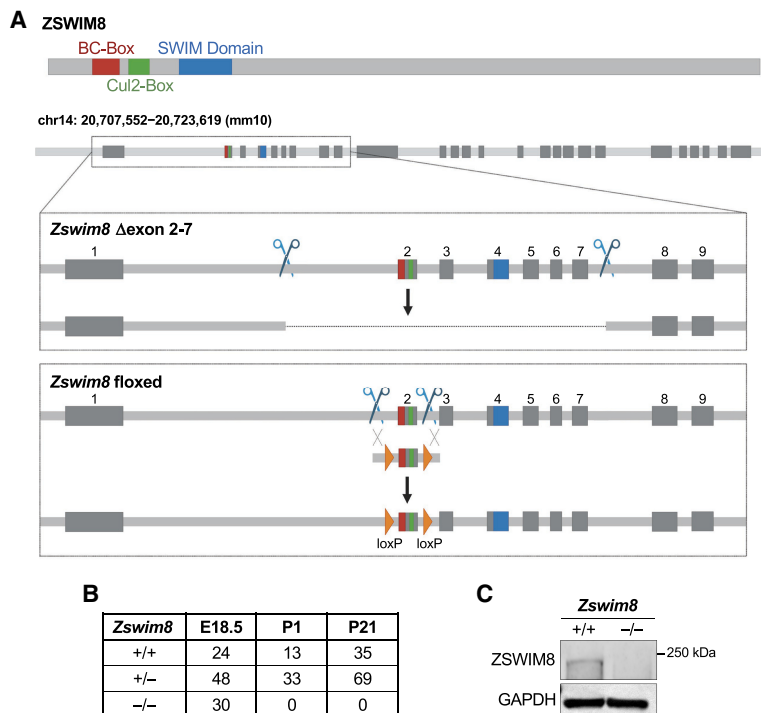 A
ZSWIM8
BC-Box
SWIM Domain
Cul2-Box
chr14: 20,707,552–20,723,619 (mm10)
Zswim8 Δexon 2-7
1 2 3 4 5 6 7 8 9
Zswim8 floxed
1 2 3 4 5 6 7 8 9
loxP loxP
B
Zswim8 E18.5 P1 P21
+/+ 24 13 35
+/– 48 33 69
–/– 30 0 0
C
Zswim8
+/+ –/–
ZSWIM8
250 kDa
GAPDH